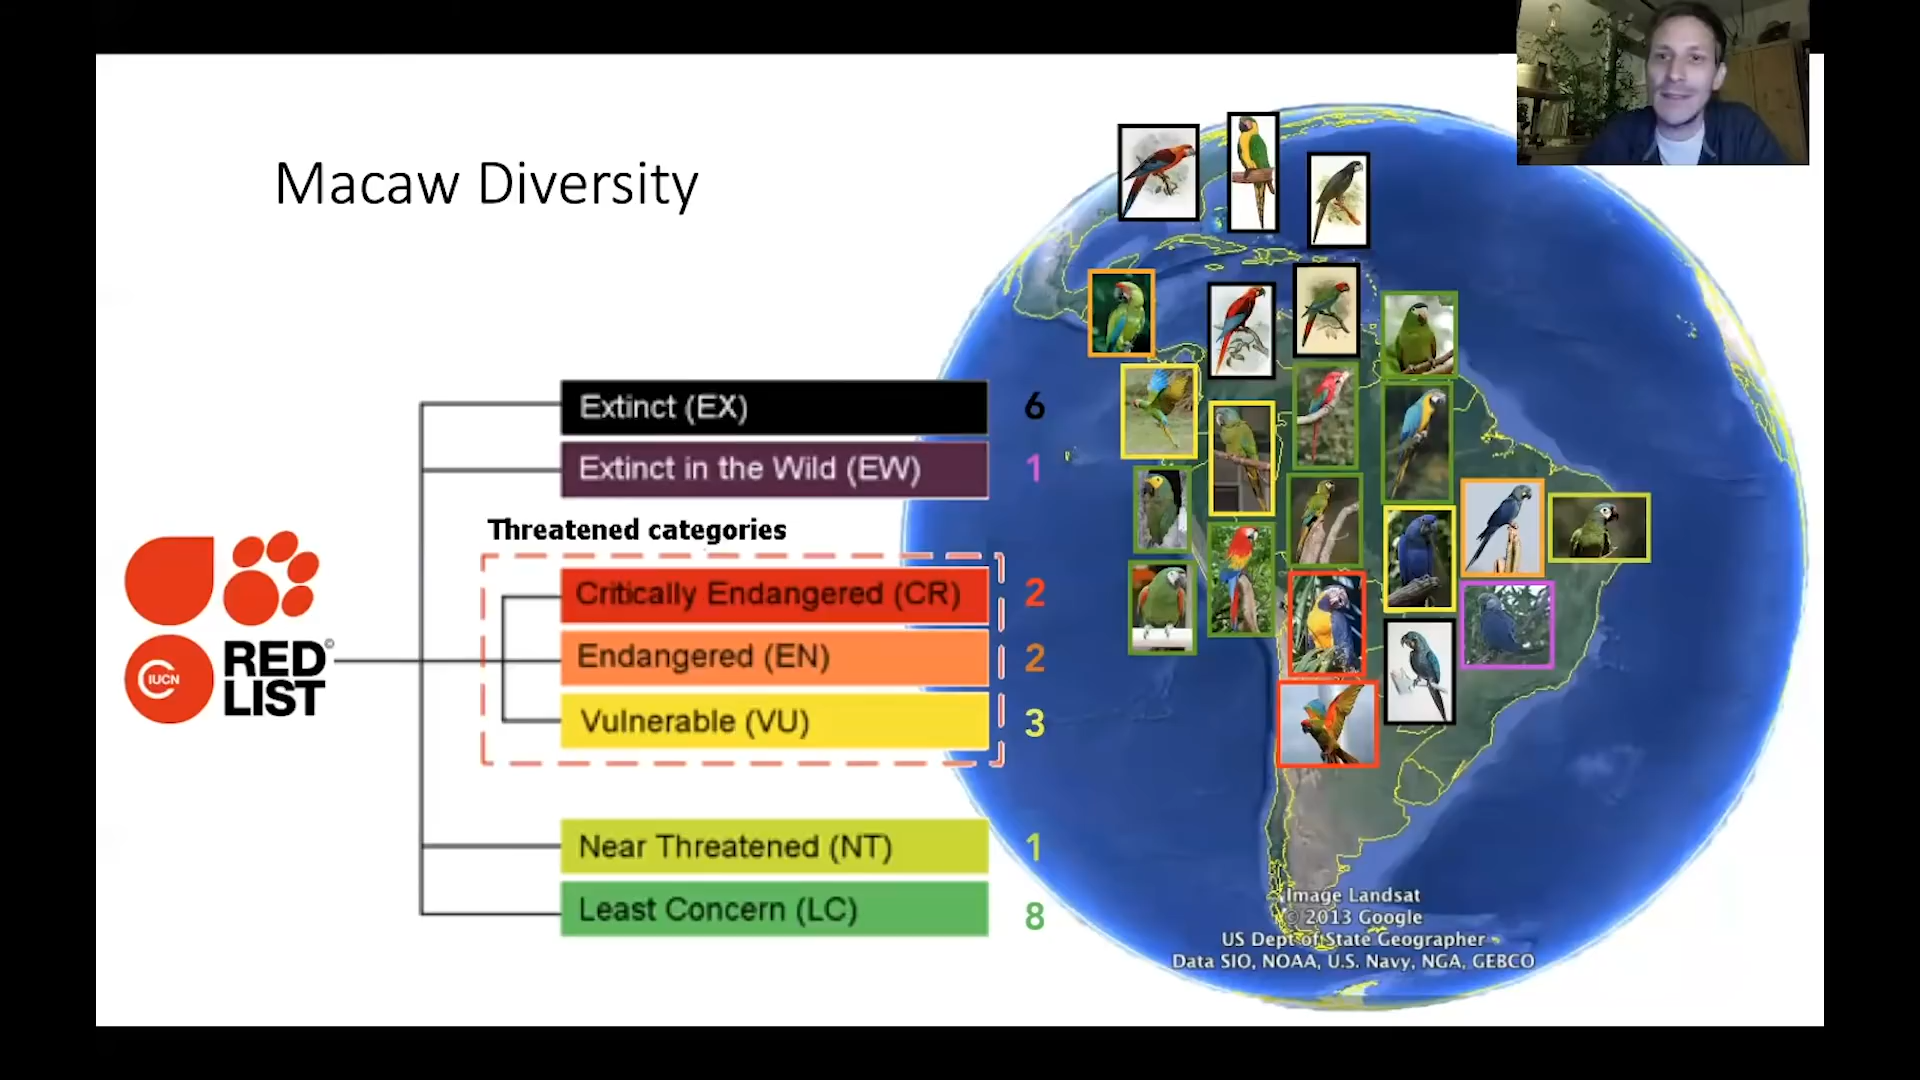 Macaw Diversity
Extinct (EX) 6
Extinct in the Wild (EW) 1
Threatened categories
Critically Endangered (CR) 2
Endangered (EN) 2
Vulnerable (VU) 3
Near Threatened (NT) 1
Least Concern (LC) 8
IUCN
RED
LIST
©
Image Landsat
© 2013 Google
US Dept of State Geographer
Data SIO, NOAA, U.S. Navy, NGA, GEBCO